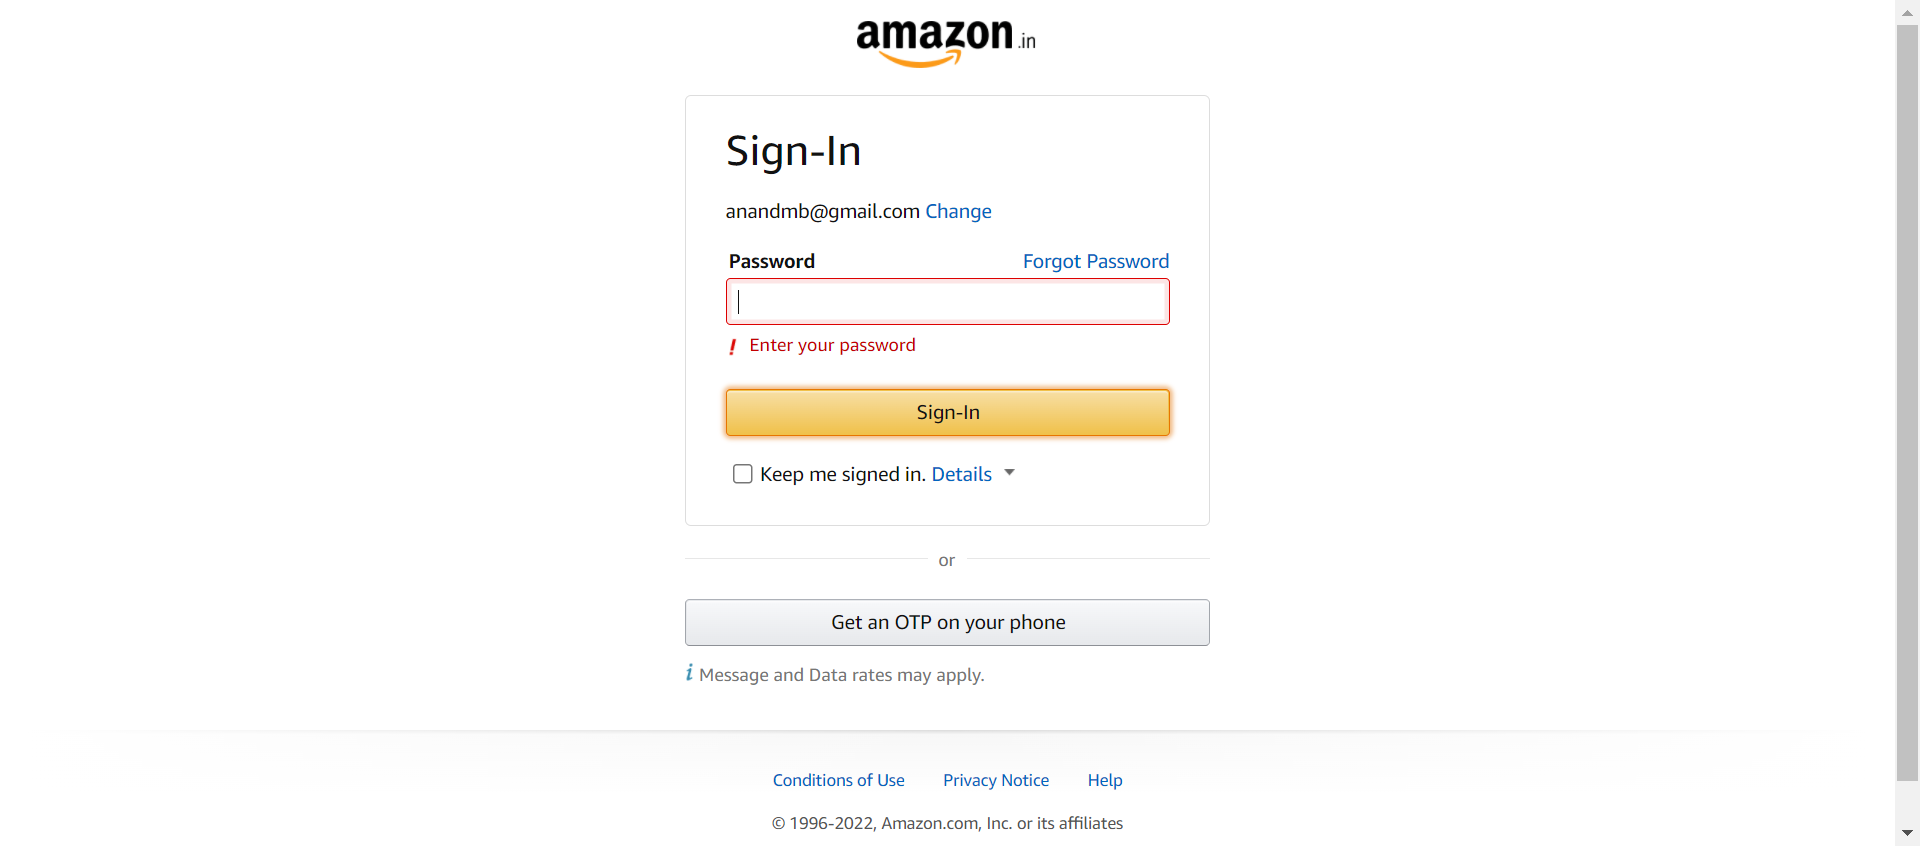 amazon.in
Sign-In
anandmb@gmail.com Change
Password Forgot Password
! Enter your password
Sign-In
Keep me signed in. Details
or
Get an OTP on your phone
i Message and Data rates may apply.
Conditions of Use Privacy Notice Help
© 1996-2022, Amazon.com, Inc. or its affiliates